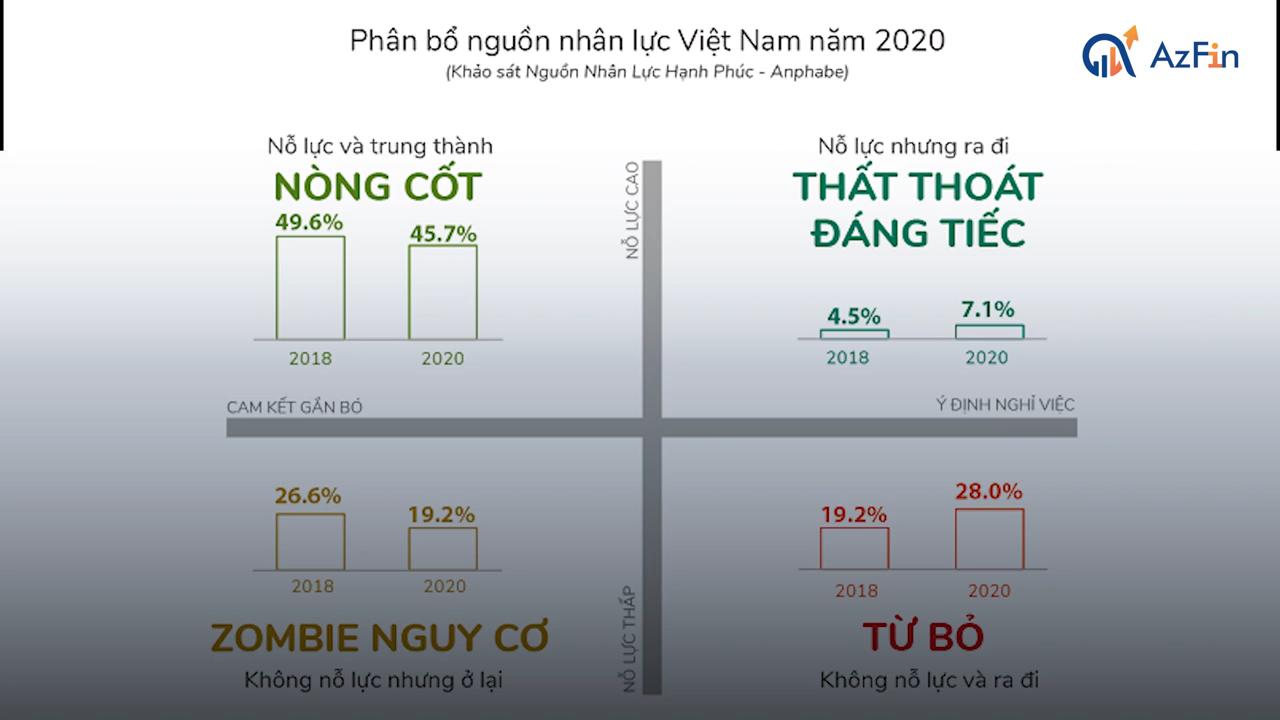 Phân bổ nguồn nhân lực Việt Nam năm 2020
(Khảo sát Nguồn Nhân Lực Hạnh Phúc - Anphabe)
AzFin
Nỗ lực và trung thành
NÒNG CỐT
49.6%
45.7%
2018
2020
NỖ LỰC CAO
Nỗ lực nhưng ra đi
THẤT THOÁT
ĐÁNG TIẾC
4.5%
7.1%
2018
2020
CAM KẾT GẮN BÓ
Ý ĐỊNH NGHỈ VIỆC
26.6%
19.2%
2018
2020
ZOMBIE NGUY CƠ
Không nỗ lực nhưng ở lại
NỖ LỰC THẤP
19.2%
28.0%
2018
2020
TỪ BỎ
Không nỗ lực và ra đi